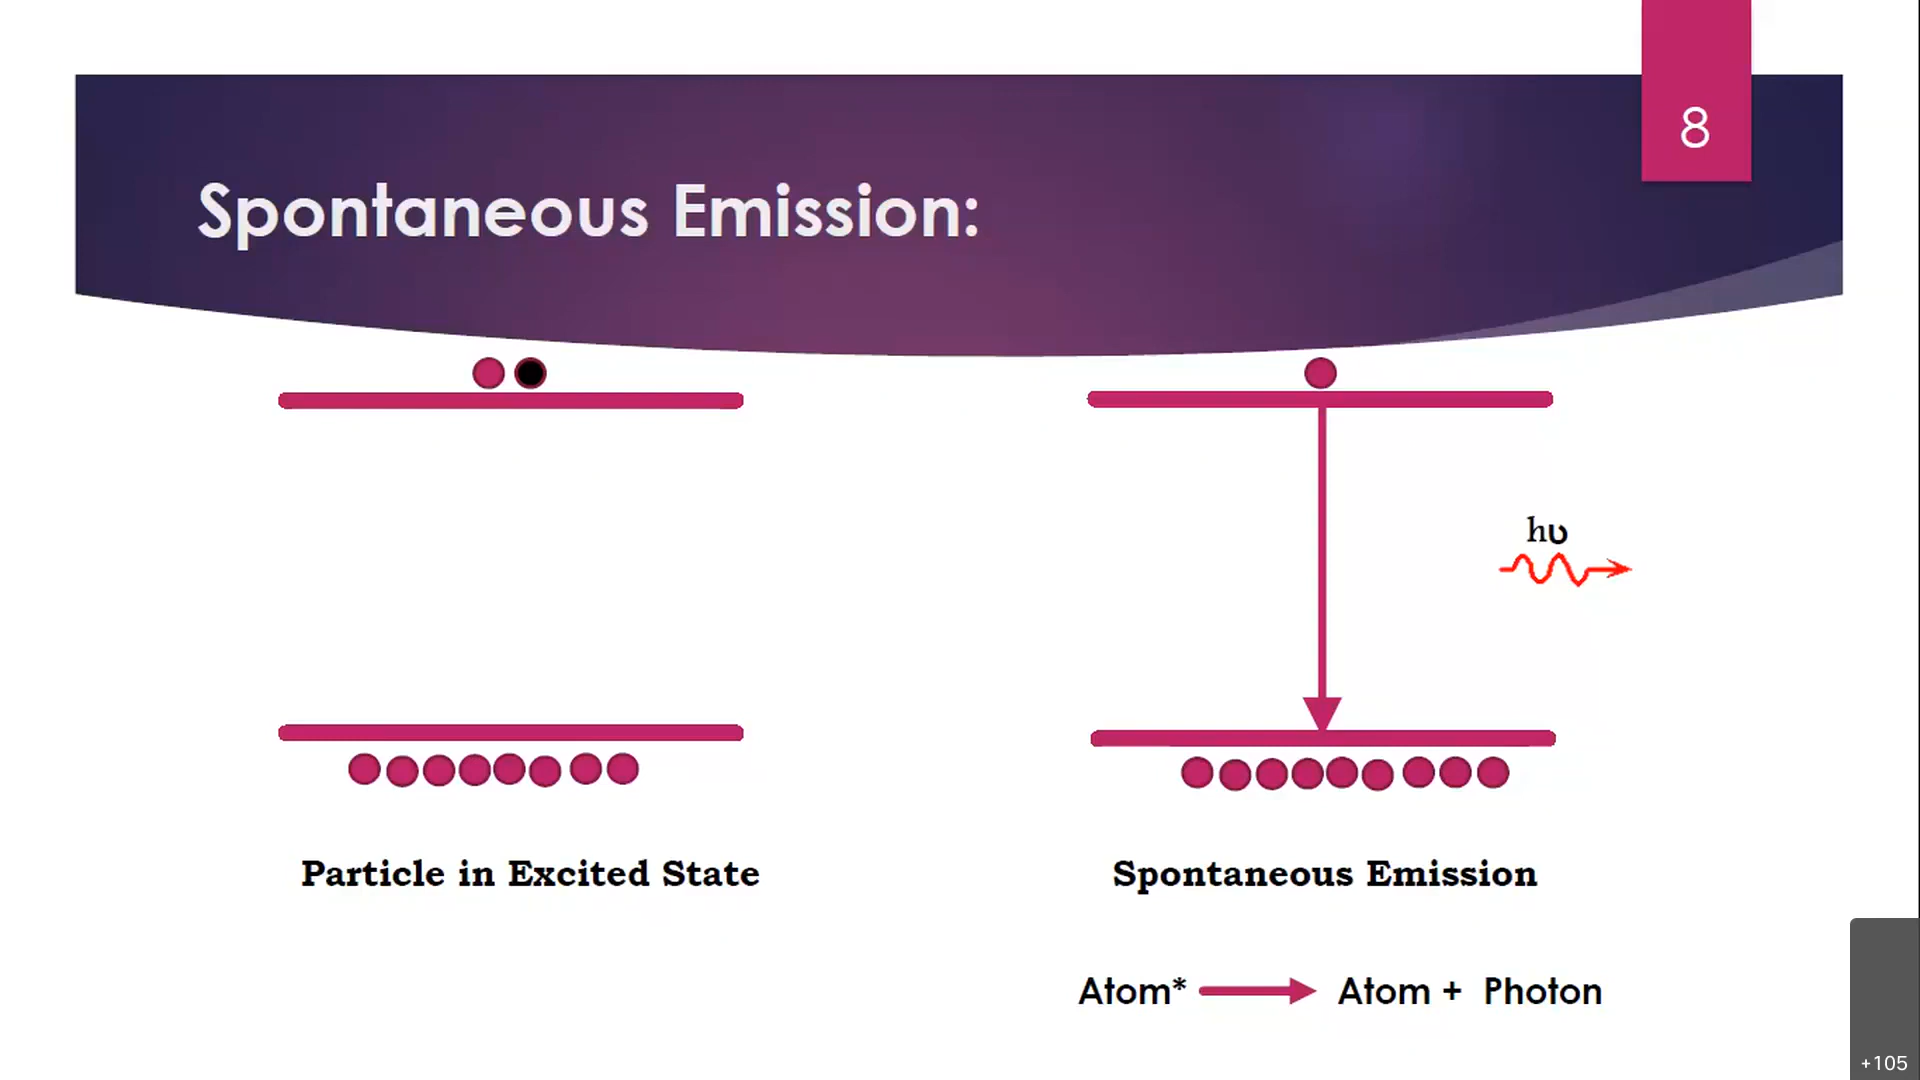 8
Spontaneous Emission:
hυ
Particle in Excited State
Spontaneous Emission
Atom* Atom + Photon
+105